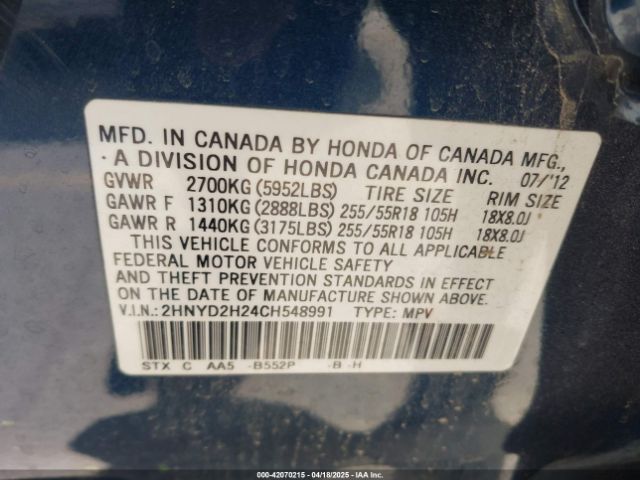 MFD. IN CANADA BY HONDA OF CANADA MFG.,
A DIVISION OF HONDA CANADA INC. 07/'12
GVWR 2700KG (5952LBS) TIRE SIZE RIM SIZE
GAWR F 1310KG (2888LBS) 255/55R18 105H 18X8.0J
GAWR R 1440KG (3175LBS) 255/55R18 105H 18X8.0J
THIS VEHICLE CONFORMS TO ALL APPLICABLE
FEDERAL MOTOR VEHICLE SAFETY
AND THEFT PREVENTION STANDARDS IN EFFECT
ON THE DATE OF MANUFACTURE SHOWN ABOVE.
V.I.N.: 2HNYD2H24CH548991 TYPE: MPV
STX C AA5 -B552P -B -H
000-42070215 - 04/18/2025 - IAAI.COM